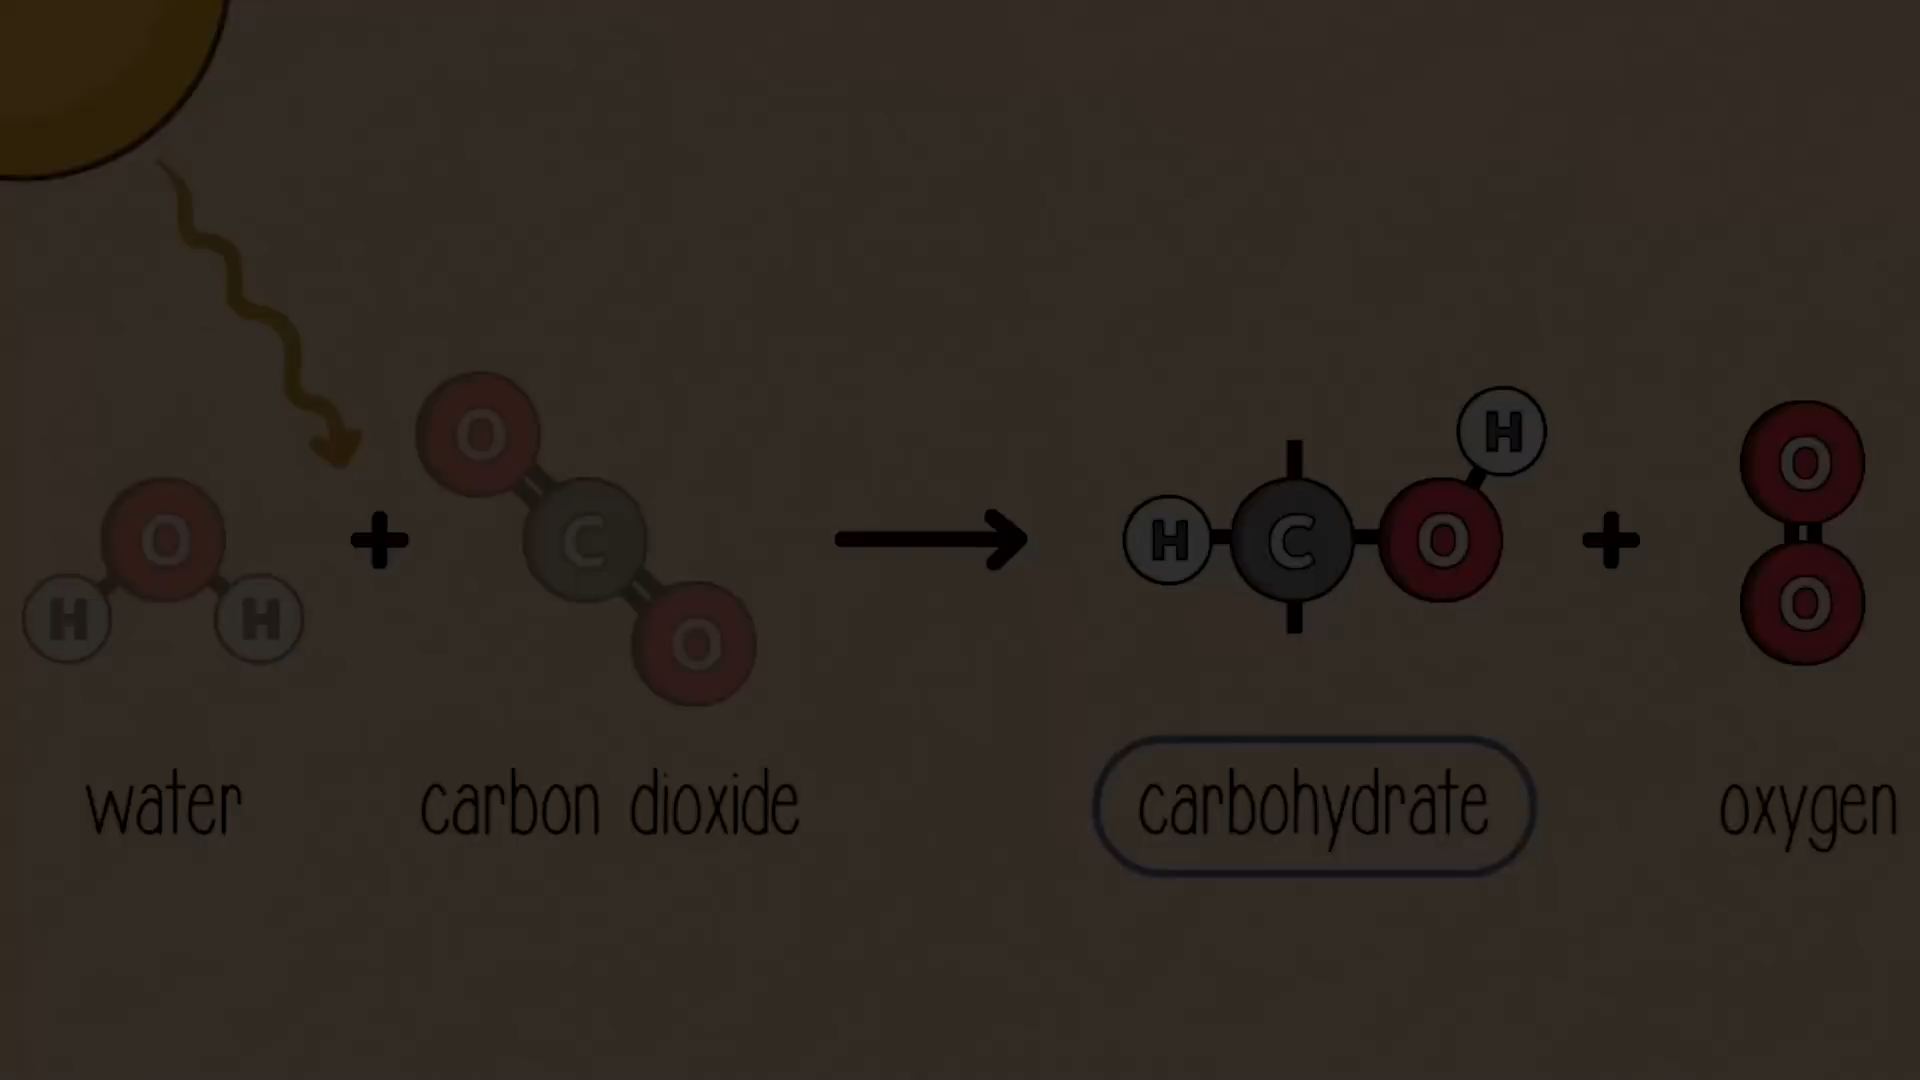 O C O
H O H + H C O H + O O
water carbon dioxide carbohydrate oxygen